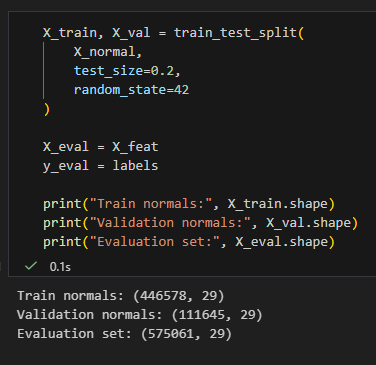 X_train, X_val = train_test_split(
    X_normal,
    test_size=0.2,
    random_state=42
)

X_eval = X_feat
y_eval = labels

print("Train normals:", X_train.shape)
print("Validation normals:", X_val.shape)
print("Evaluation set:", X_eval.shape)
0.1s
Train normals: (446578, 29)
Validation normals: (111645, 29)
Evaluation set: (575061, 29)